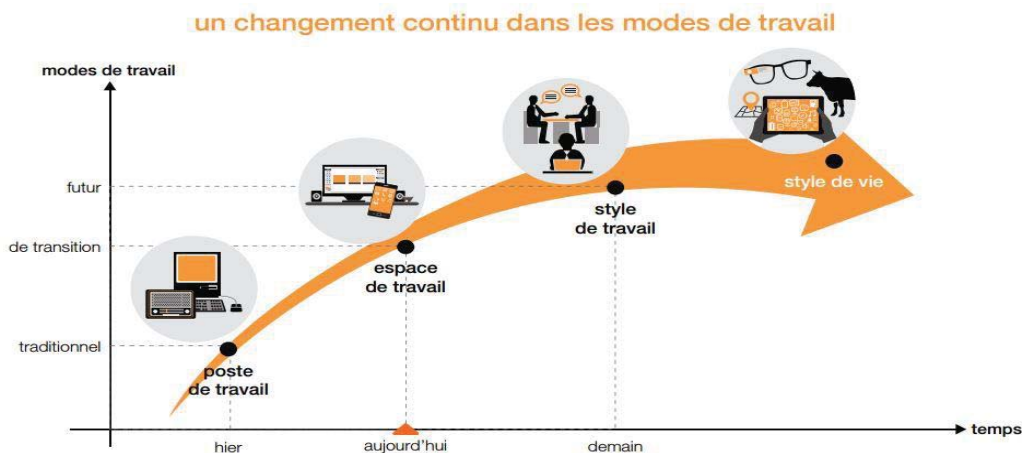 un changement continu dans les modes de travail
modes de travail
futur
style de vie
style
de travail
de transition
espace
de travail
traditionnel
poste
de travail
temps
hier
aujourd'hui
demain